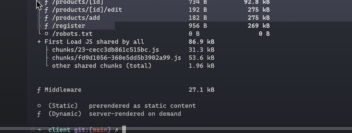 ƒ /products/[id] 734 B 92.8 kB
ƒ /products/[id]/edit 182 B 275 kB
ƒ /products/add 182 B 275 kB
ƒ /register 956 B 269 kB
○ /robots.txt 0 B 0 B
+ First Load JS shared by all 86.9 kB
├ chunks/23-cecc3db861c515bc.js 31.3 kB
├ chunks/fd9d1056-360e5dd5b3902a99.js 53.6 kB
└ other shared chunks (total) 1.96 kB
ƒ Middleware 27.1 kB
○ (Static) prerendered as static content
ƒ (Dynamic) server-rendered on demand
➜ client git:(main) ✗